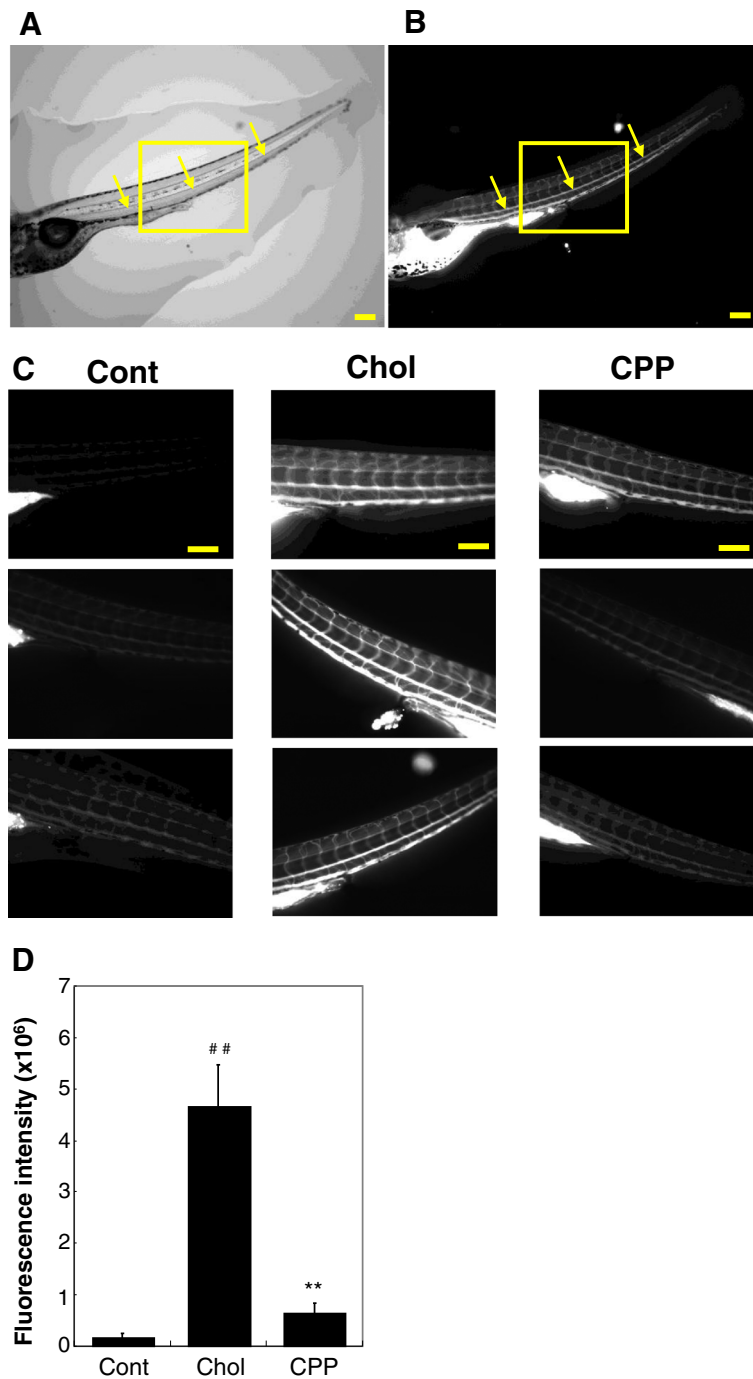 A B
C Cont Chol CPP
D
Fluorescence intensity (x10⁶)
7
6
5
4
3
2
1
0
# #
**
Cont Chol CPP